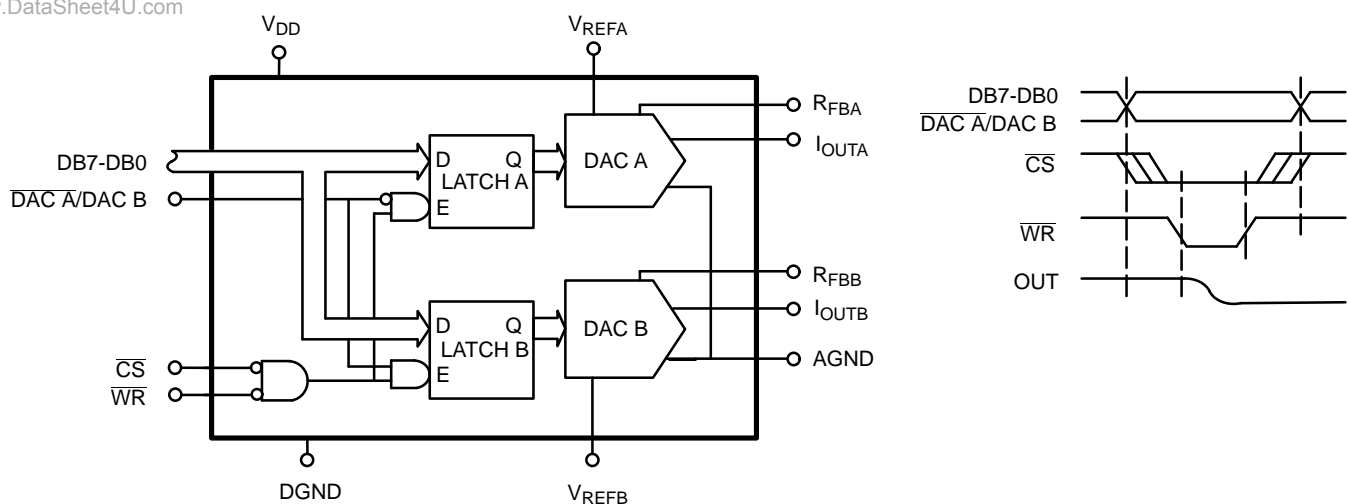 .DataSheet4U.com
VDD
VREFA
RFBA
IOUTA
DB7-DB0
DAC A/DAC B
D Q
LATCH A
E
DAC A
RFBB
IOUTB
AGND
D Q
LATCH B
E
DAC B
CS
WR
DGND
VREFB
DB7-DB0
DAC A/DAC B
CS
WR
OUT